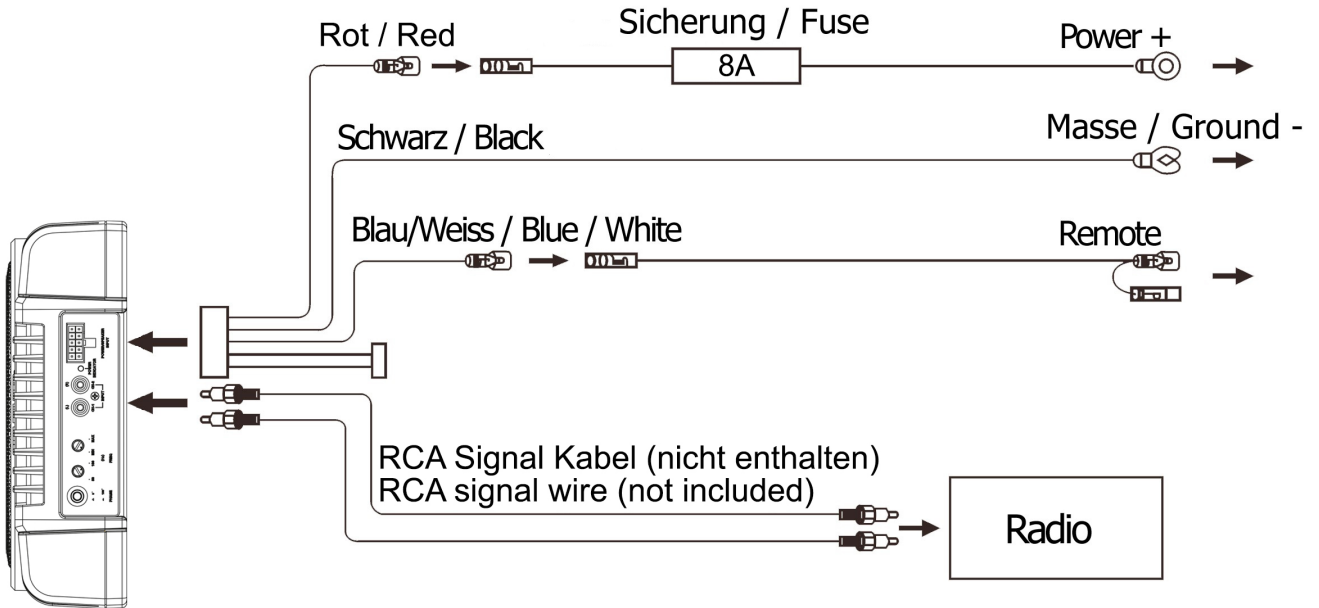 Rot / Red
Sicherung / Fuse
8A
Power +
Schwarz / Black
Masse / Ground -
Blau/Weiss / Blue / White
Remote
RCA Signal Kabel (nicht enthalten)
RCA signal wire (not included)
Radio
INPUT